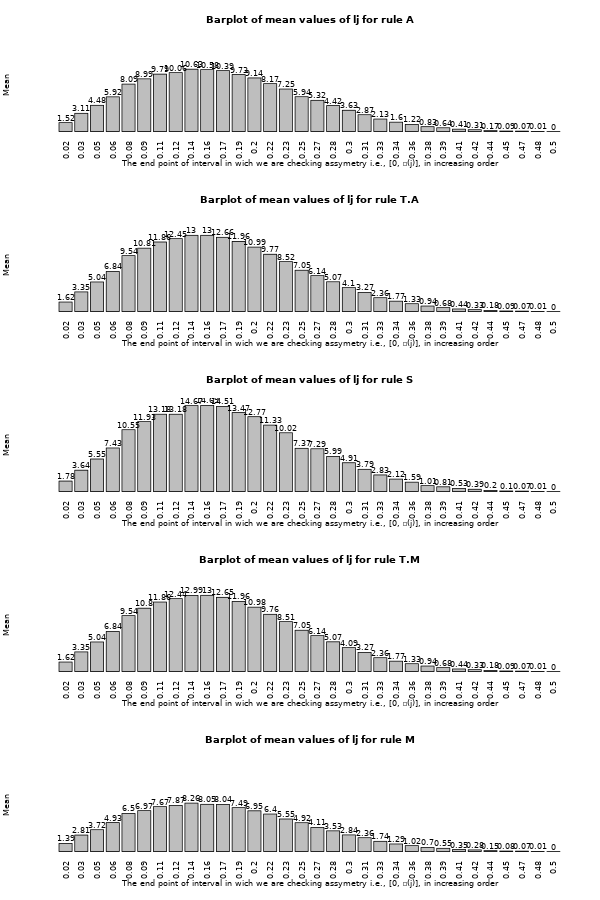 Barplot of mean values of lj for rule A
Mean
1.52 3.11 4.48 5.92 8.09 8.99 10.06 10.63 10.39 9.73 9.14 8.17 7.25 5.94 5.32 4.42 3.63 2.87 2.13 1.6 1.22 0.83 0.64 0.41 0.31 0.17 0.09 0.07 0.01 0
0.02 0.03 0.05 0.06 0.08 0.09 0.11 0.12 0.14 0.16 0.17 0.19 0.2 0.22 0.23 0.25 0.27 0.28 0.3 0.31 0.33 0.34 0.36 0.38 0.39 0.41 0.42 0.44 0.45 0.47 0.48 0.5
The end point of interval in wich we are checking assymetry i.e., [0, □(j)], in increasing order
Barplot of mean values of lj for rule T.A
Mean
1.62 3.35 5.04 6.84 9.54 10.81 11.86 12.45 13 13 12.66 11.96 10.99 9.77 8.52 7.05 6.14 5.07 4.1 3.27 2.36 1.77 1.33 0.94 0.68 0.44 0.33 0.18 0.09 0.07 0.01 0
0.02 0.03 0.05 0.06 0.08 0.09 0.11 0.12 0.14 0.16 0.17 0.19 0.2 0.22 0.23 0.25 0.27 0.28 0.3 0.31 0.33 0.34 0.36 0.38 0.39 0.41 0.42 0.44 0.45 0.47 0.48 0.5
The end point of interval in wich we are checking assymetry i.e., [0, □(j)], in increasing order
Barplot of mean values of lj for rule S
Mean
1.78 3.64 5.55 7.43 10.55 11.93 13.18 13.18 14.51 13.47 12.77 11.33 10.02 7.37 7.29 5.99 4.91 3.79 2.83 2.12 1.59 1.01 0.81 0.53 0.39 0.2 0.1 0.07 0.01 0
0.02 0.03 0.05 0.06 0.08 0.09 0.11 0.12 0.14 0.16 0.17 0.19 0.2 0.22 0.23 0.25 0.27 0.28 0.3 0.31 0.33 0.34 0.36 0.38 0.39 0.41 0.42 0.44 0.45 0.47 0.48 0.5
The end point of interval in wich we are checking assymetry i.e., [0, □(j)], in increasing order
Barplot of mean values of lj for rule T.M
Mean
1.62 3.35 5.04 6.84 9.54 10.8 11.86 12.44 12.99 13 12.65 11.96 10.98 9.76 8.51 7.05 6.14 5.07 4.09 3.27 2.36 1.77 1.33 0.94 0.68 0.44 0.33 0.18 0.09 0.07 0.01 0
0.02 0.03 0.05 0.06 0.08 0.09 0.11 0.12 0.14 0.16 0.17 0.19 0.2 0.22 0.23 0.25 0.27 0.28 0.3 0.31 0.33 0.34 0.36 0.38 0.39 0.41 0.42 0.44 0.45 0.47 0.48 0.5
The end point of interval in wich we are checking assymetry i.e., [0, □(j)], in increasing order
Barplot of mean values of lj for rule M
Mean
1.39 2.81 3.72 4.93 6.5 6.97 7.67 7.87 8.26 8.05 8.04 7.49 6.95 6.4 5.55 4.92 4.11 3.53 2.84 2.36 1.74 1.29 1.02 0.7 0.55 0.35 0.28 0.15 0.08 0.07 0.01 0
0.02 0.03 0.05 0.06 0.08 0.09 0.11 0.12 0.14 0.16 0.17 0.19 0.2 0.22 0.23 0.25 0.27 0.28 0.3 0.31 0.33 0.34 0.36 0.38 0.39 0.41 0.42 0.44 0.45 0.47 0.48 0.5
The end point of interval in wich we are checking assymetry i.e., [0, □(j)], in increasing order